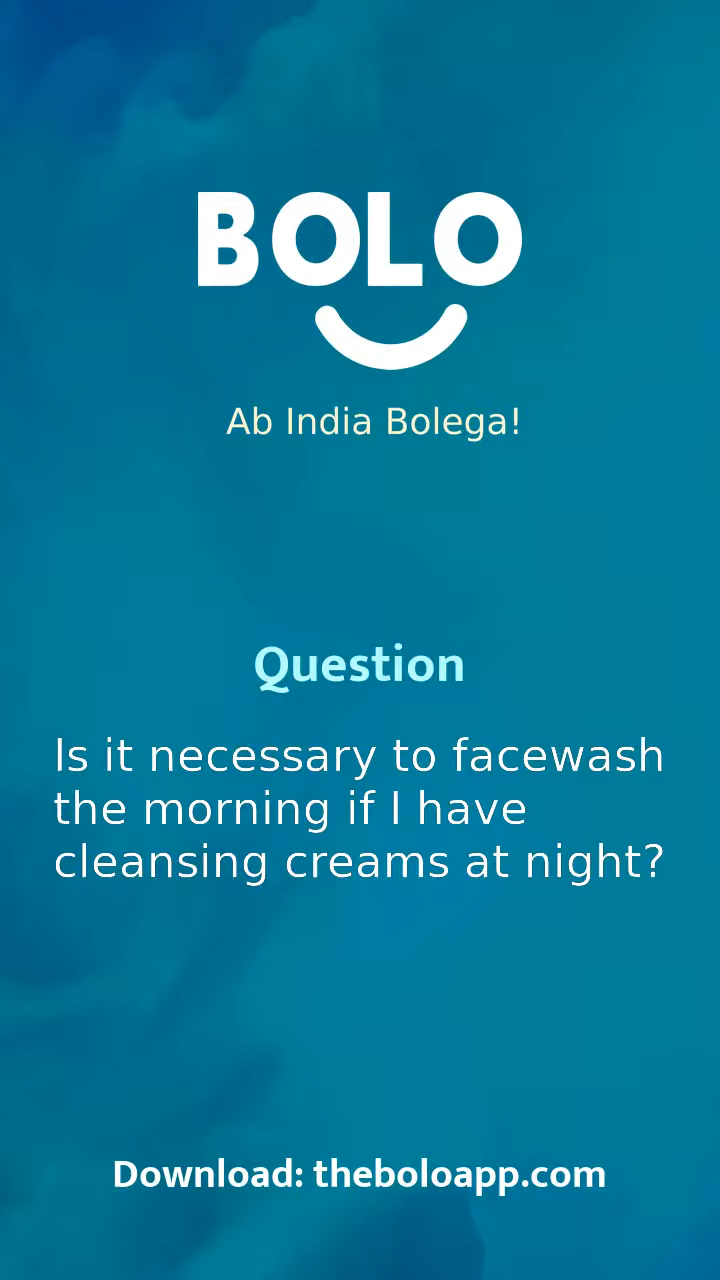 BOLO
Ab India Bolega!
Question
Is it necessary to facewash
the morning if I have
cleansing creams at night?
Download: theboloapp.com